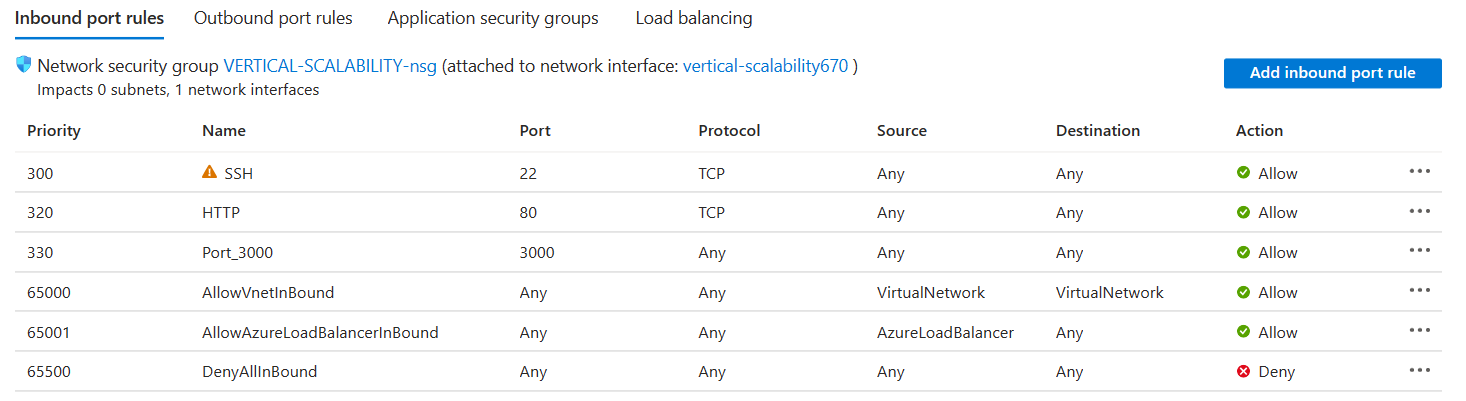 Inbound port rules Outbound port rules Application security groups Load balancing
Network security group VERTICAL-SCALABILITY-nsg (attached to network interface: vertical-scalability670 )
Impacts 0 subnets, 1 network interfaces
Add inbound port rule
Priority Name Port Protocol Source Destination Action
300 SSH 22 TCP Any Any Allow
320 HTTP 80 TCP Any Any Allow
330 Port_3000 3000 Any Any Any Allow
65000 AllowVnetInBound Any Any VirtualNetwork VirtualNetwork Allow
65001 AllowAzureLoadBalancerInBound Any Any AzureLoadBalancer Any Allow
65500 DenyAllInBound Any Any Any Any Deny